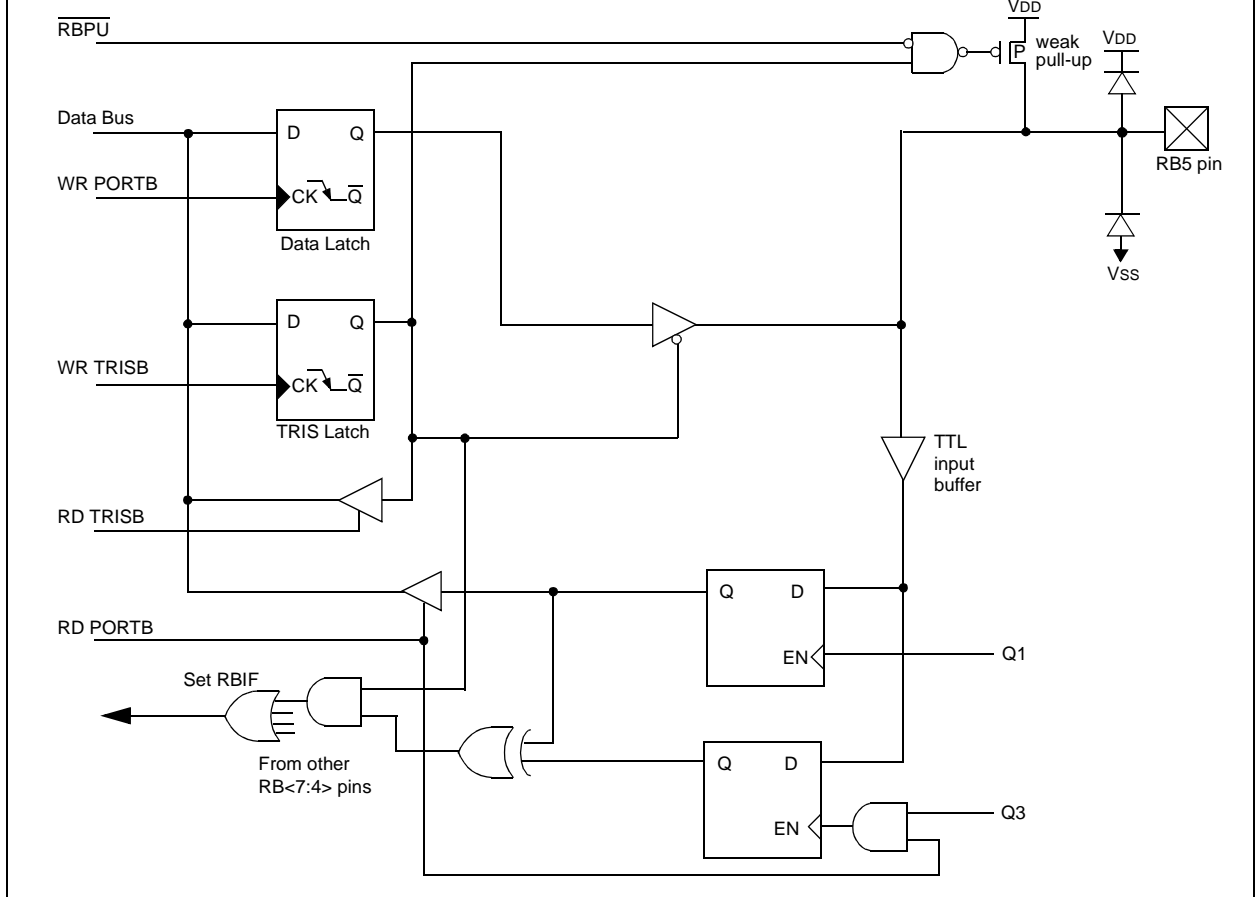 RBPU
VDD
P
weak
pull-up
VDD
Data Bus
D
Q
RB5 pin
WR PORTB
CK
Q
Data Latch
VSS
D
Q
WR TRISB
CK
Q
TRIS Latch
TTL
input
buffer
RD TRISB
Q
D
RD PORTB
EN
Q1
Set RBIF
From other
RB<7:4> pins
Q
D
EN
Q3